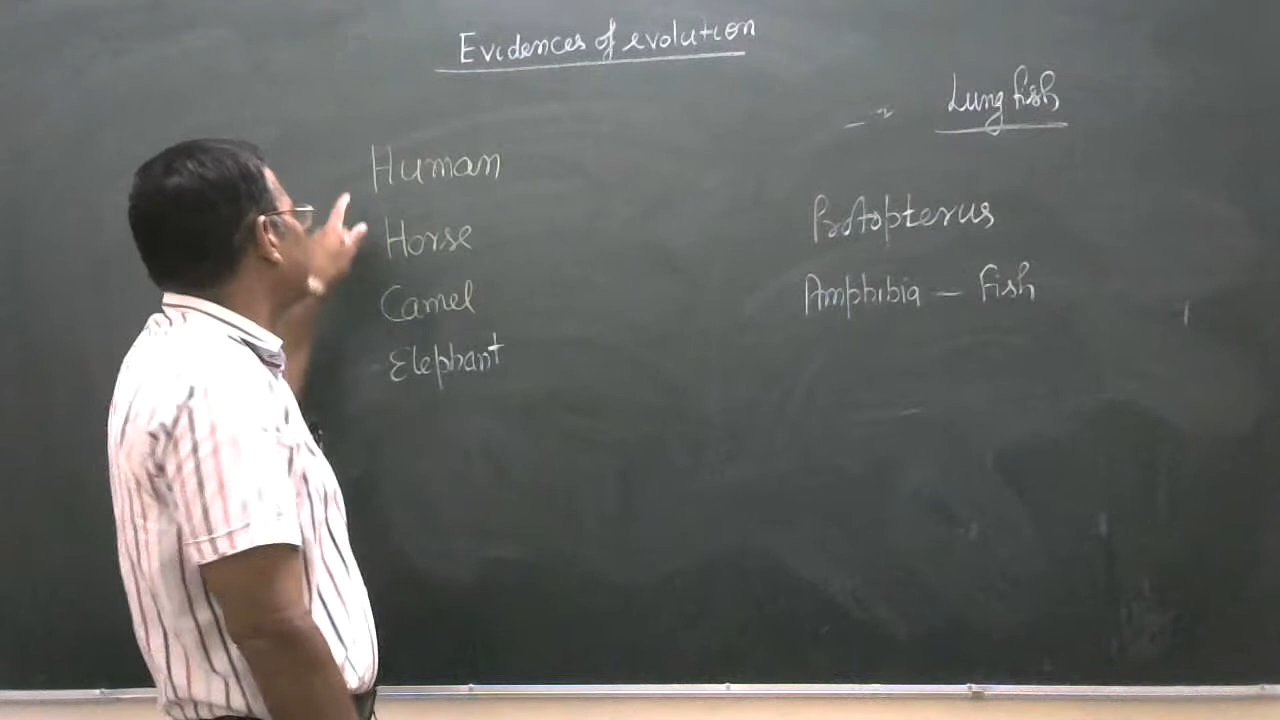 Evidences of evolution
Lung fish
Human
Horse
Camel
Elephant
Protopterus
Amphibia – fish